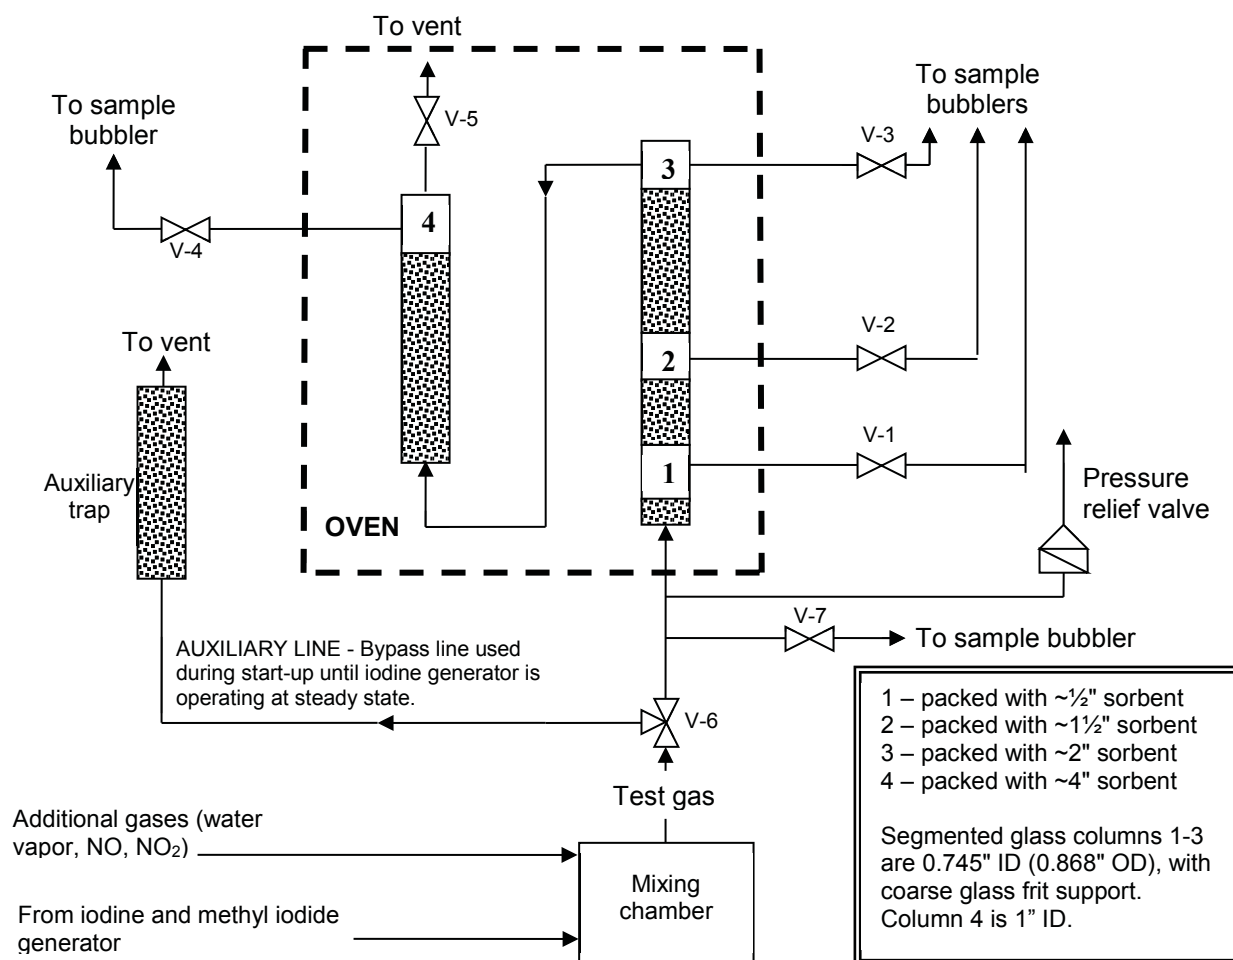 To vent
To sample
bubbler
V-5
To sample
bubblers
V-3
3
4
V-4
V-2
To vent
2
V-1
1
Auxiliary
trap
Pressure
relief valve
OVEN
V-7
To sample bubbler
AUXILIARY LINE - Bypass line used
during start-up until iodine generator is
operating at steady state.
V-6
1 – packed with ~½" sorbent
2 – packed with ~1½" sorbent
3 – packed with ~2" sorbent
4 – packed with ~4" sorbent
Segmented glass columns 1-3
are 0.745" ID (0.868" OD), with
coarse glass frit support.
Column 4 is 1” ID.
Test gas
Additional gases (water
vapor, NO, NO₂)
Mixing
chamber
From iodine and methyl iodide
generator